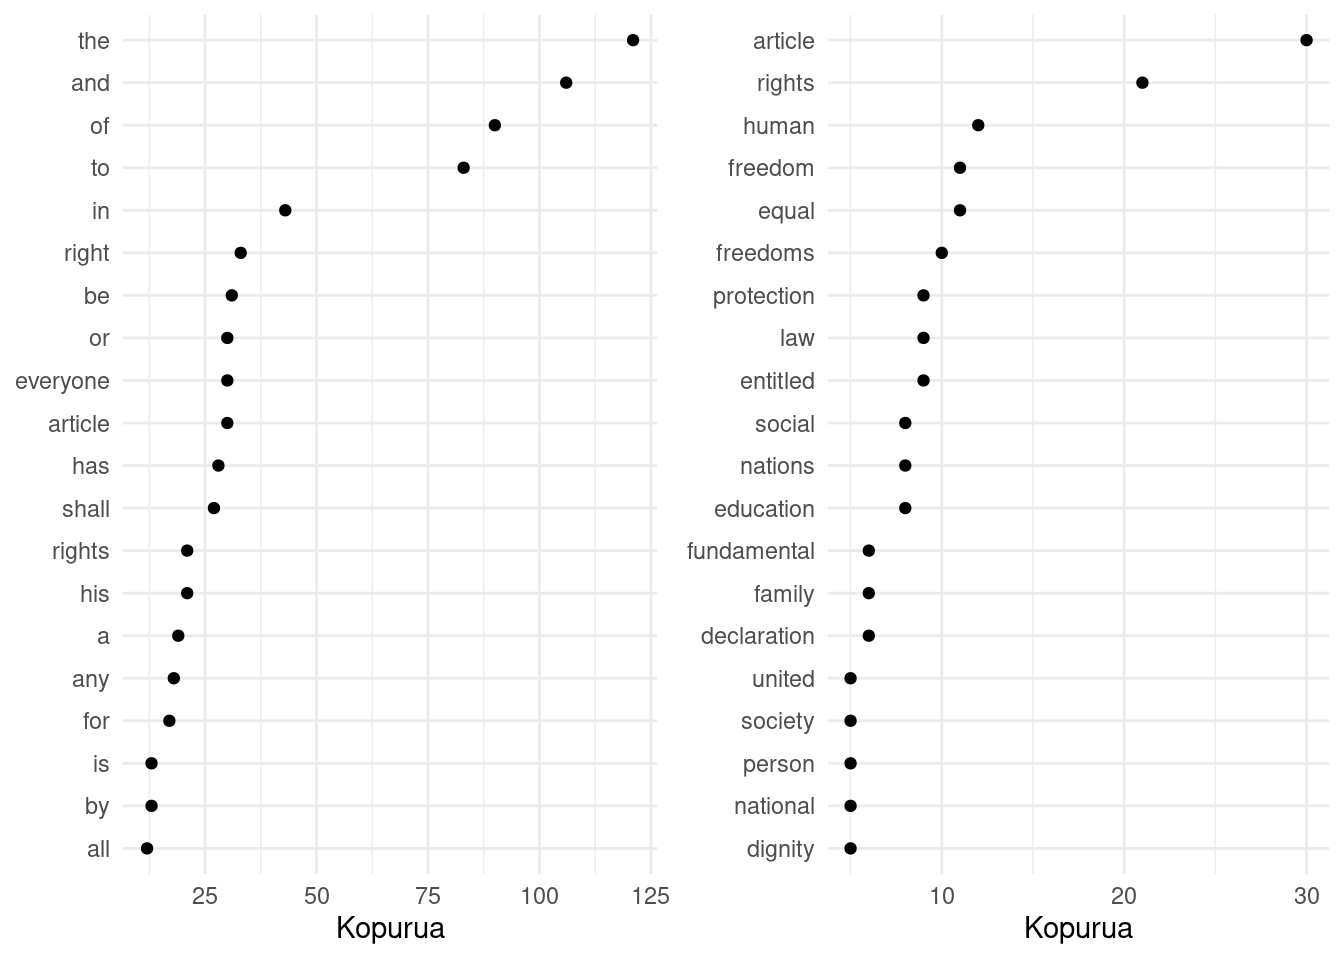 the
and
of
to
in
right
be
or
everyone
article
has
shall
rights
his
a
any
for
is
by
all
25 50 75 100 125
Kopurua
article
rights
human
freedom
equal
freedoms
protection
law
entitled
social
nations
education
fundamental
family
declaration
united
society
person
national
dignity
10 20 30
Kopurua